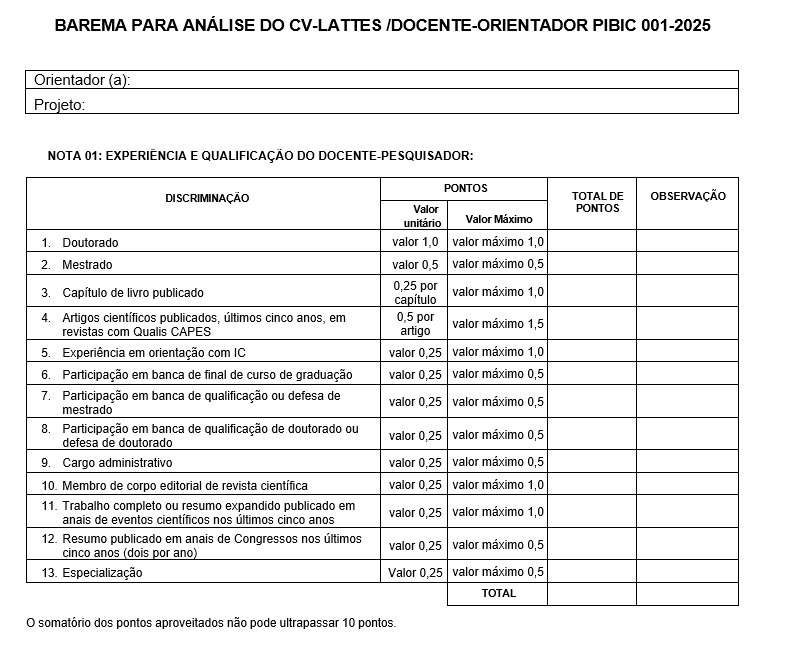 BAREMA PARA ANÁLISE DO CV-LATTES /DOCENTE-ORIENTADOR PIBIC 001-2025
Orientador (a):
Projeto:
NOTA 01: EXPERIÊNCIA E QUALIFICAÇÃO DO DOCENTE-PESQUISADOR:
DISCRIMINAÇÃO
PONTOS
TOTAL DE
PONTOS
OBSERVAÇÃO
Valor
unitário
Valor Máximo
1. Doutorado valor 1,0 valor máximo 1,0
2. Mestrado valor 0,5 valor máximo 0,5
3. Capítulo de livro publicado
0,25 por
capítulo
valor máximo 1,0
4. Artigos científicos publicados, últimos cinco anos, em
revistas com Qualis CAPES
0,5 por
artigo
valor máximo 1,5
5. Experiência em orientação com IC valor 0,25 valor máximo 1,0
6. Participação em banca de final de curso de graduação valor 0,25 valor máximo 0,5
7. Participação em banca de qualificação ou defesa de
mestrado
valor 0,25 valor máximo 0,5
8. Participação em banca de qualificação de doutorado ou
defesa de doutorado
valor 0,25 valor máximo 0,5
9. Cargo administrativo valor 0,25 valor máximo 0,5
10. Membro de corpo editorial de revista científica valor 0,25 valor máximo 1,0
11. Trabalho completo ou resumo expandido publicado em
anais de eventos científicos nos últimos cinco anos
valor 0,25 valor máximo 1,0
12. Resumo publicado em anais de Congressos nos últimos
cinco anos (dois por ano)
valor 0,25 valor máximo 0,5
13. Especialização Valor 0,25 valor máximo 0,5
TOTAL
O somatório dos pontos aproveitados não pode ultrapassar 10 pontos.